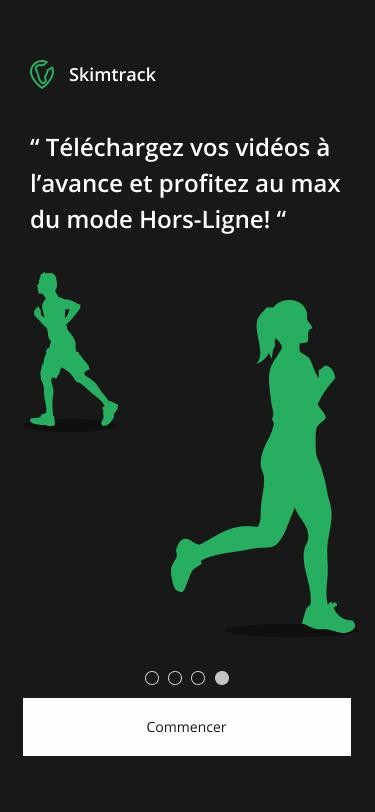 Skimtrack
“ Téléchargez vos vidéos à
l’avance et profitez au max
du mode Hors-Ligne! “
Commencer